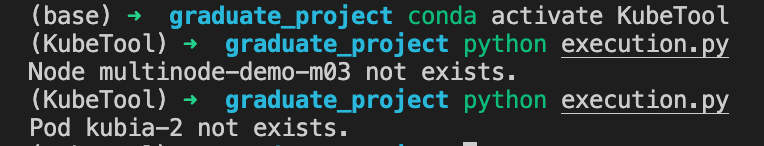 (base) ➜ graduate_project conda activate KubeTool
(KubeTool) ➜ graduate_project python execution.py
Node multinode-demo-m03 not exists.
(KubeTool) ➜ graduate_project python execution.py
Pod kubia-2 not exists.